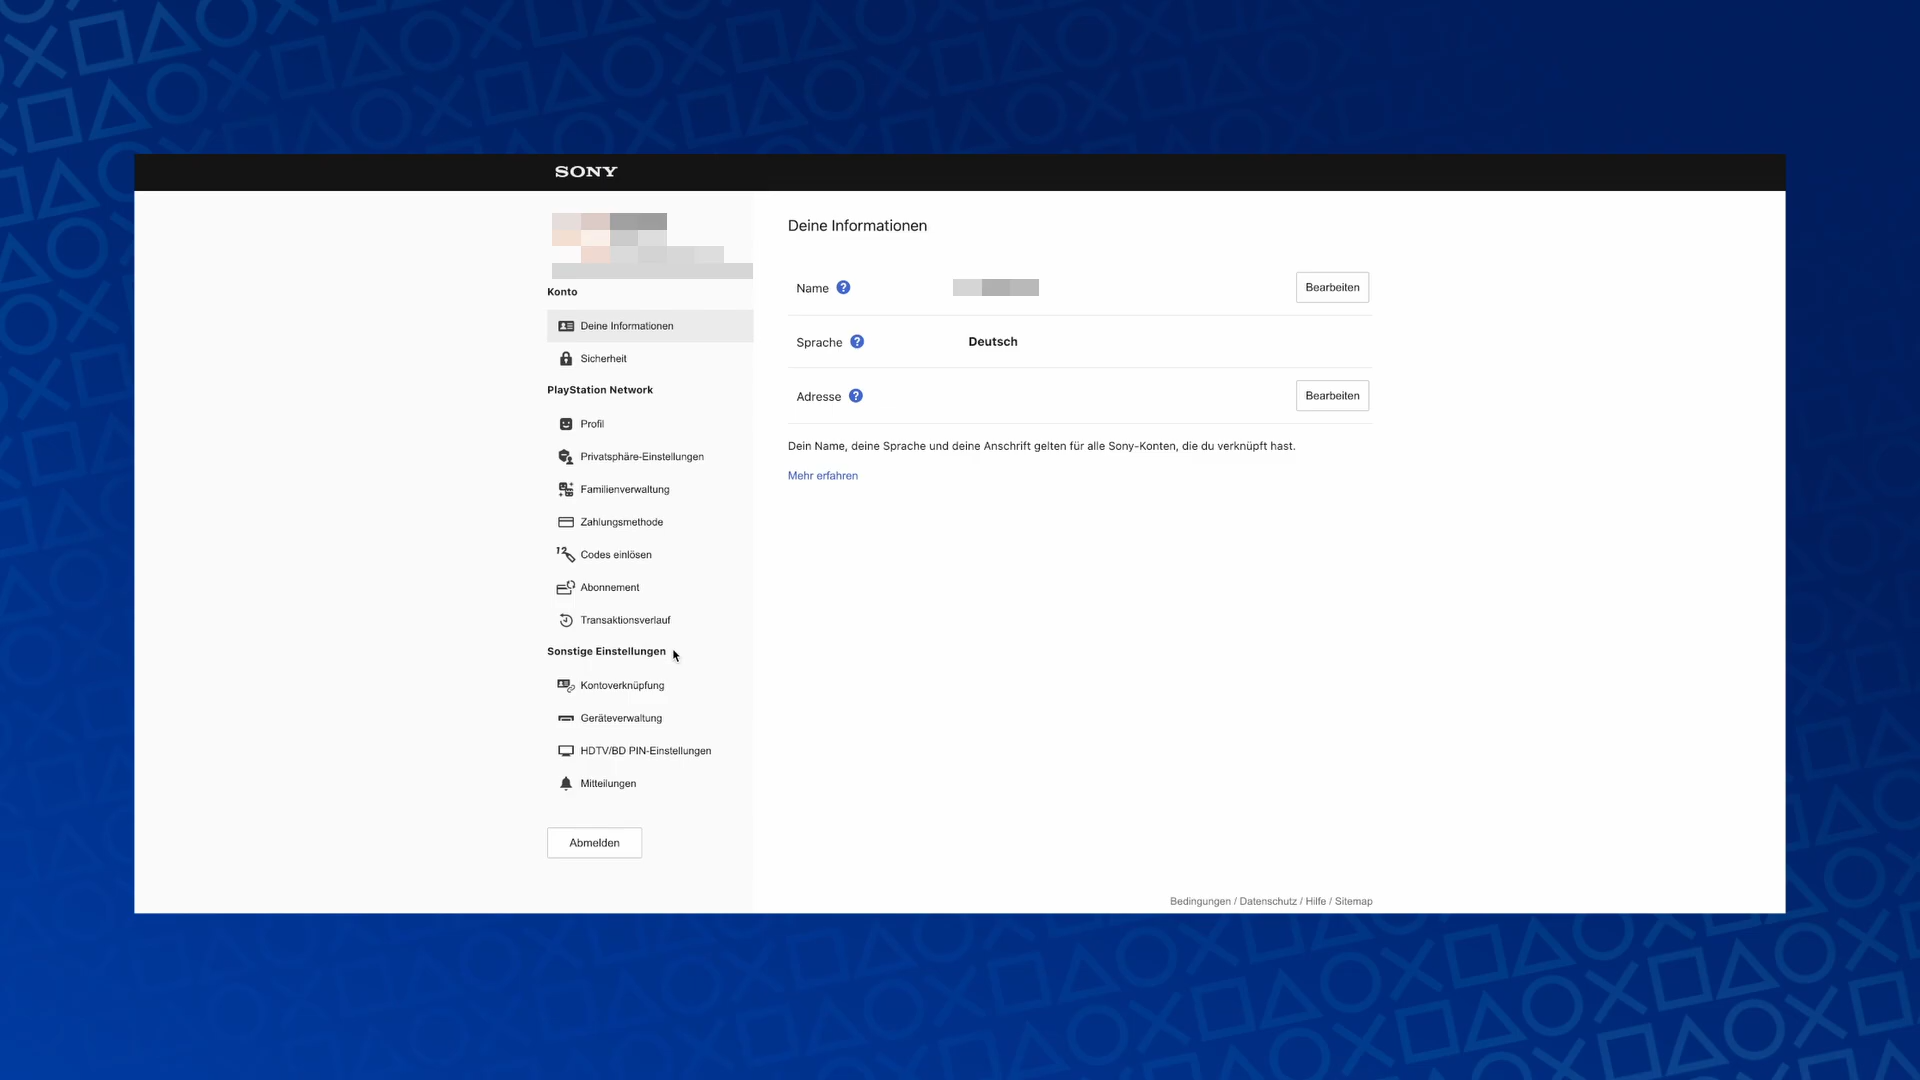 SONY
Konto
Deine Informationen
Sicherheit
PlayStation Network
Profil
Privatsphäre-Einstellungen
Familienverwaltung
Zahlungsmethode
Codes einlösen
Abonnement
Transaktionsverlauf
Sonstige Einstellungen
Kontoverknüpfung
Geräteverwaltung
HDTV/BD PIN-Einstellungen
Mitteilungen
Abmelden
Deine Informationen
Name ? Bearbeiten
Sprache ? Deutsch
Adresse ? Bearbeiten
Dein Name, deine Sprache und deine Anschrift gelten für alle Sony-Konten, die du verknüpft hast.
Mehr erfahren
Bedingungen / Datenschutz / Hilfe / Sitemap